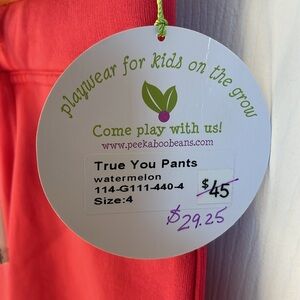 playwear for kids on the grow
Come play with us!
www.peekaboobeans.com
True You Pants
watermelon
114-G111-440-4
Size:4
$45
$29.25